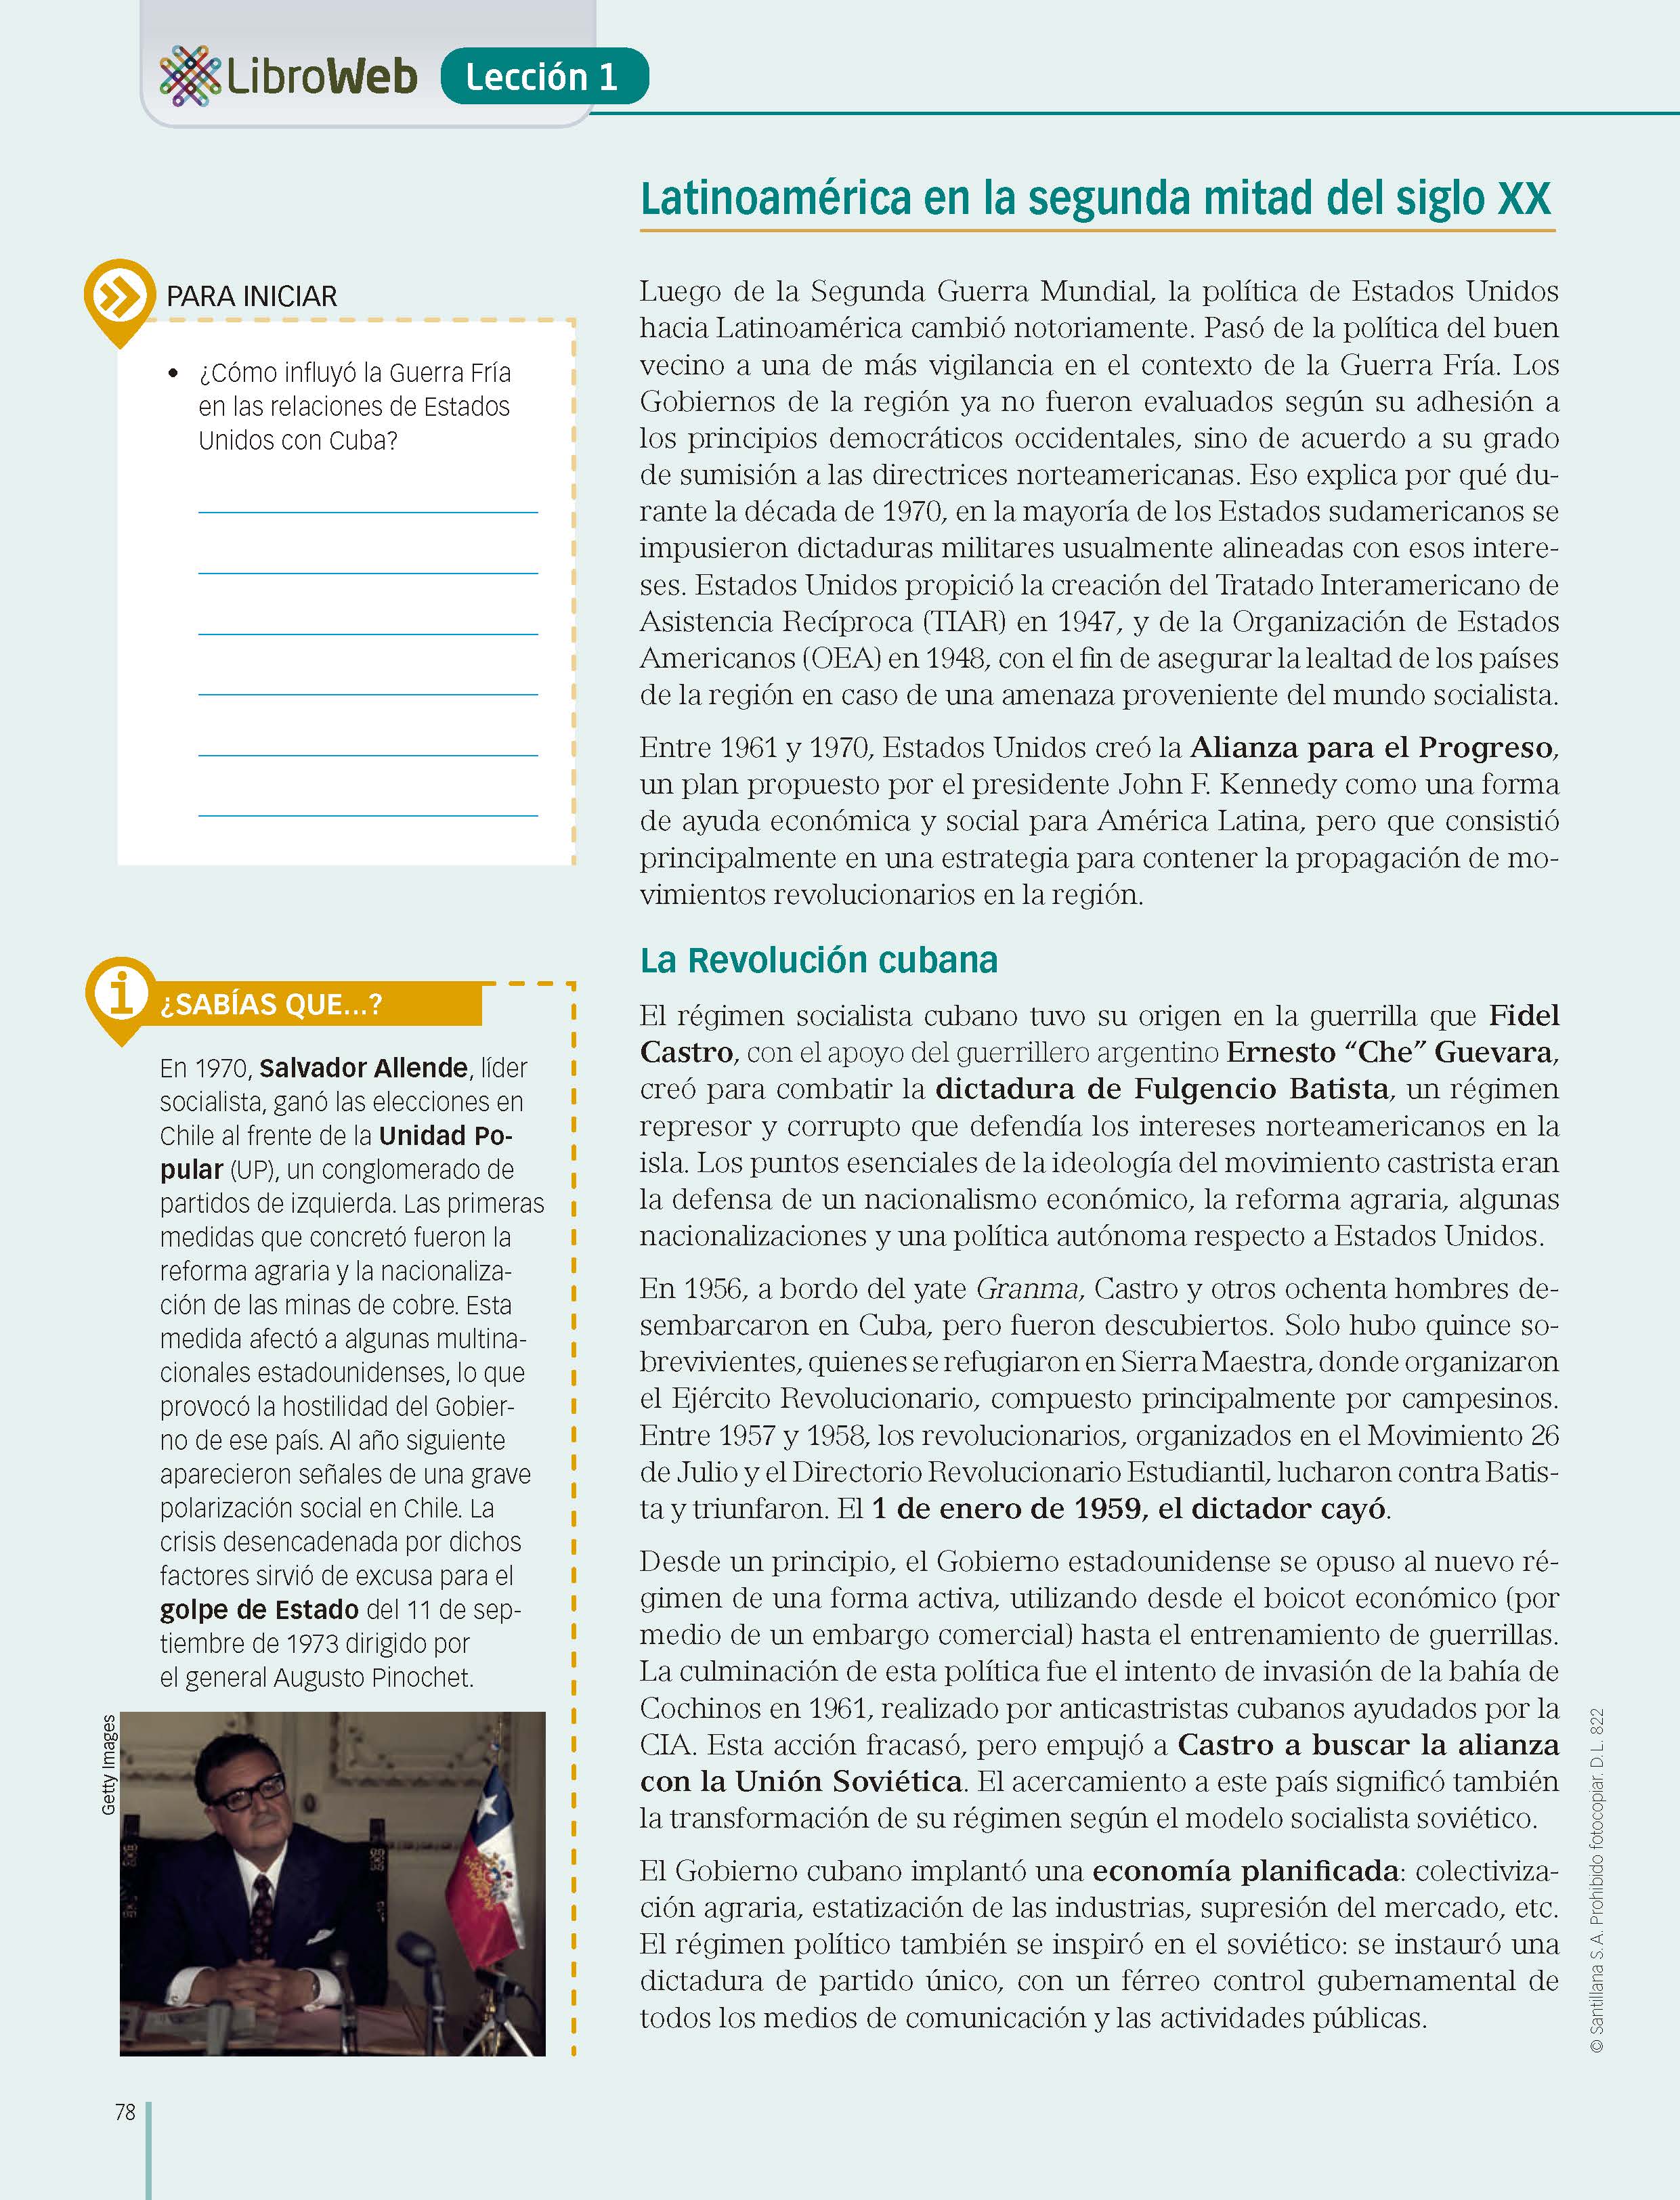 LibroWeb Lección 1
Latinoamérica en la segunda mitad del siglo XX
PARA INICIAR
• ¿Cómo influyó la Guerra Fría
en las relaciones de Estados
Unidos con Cuba?
¿SABÍAS QUE...?
En 1970, Salvador Allende, líder
socialista, ganó las elecciones en
Chile al frente de la Unidad Po-
pular (UP), un conglomerado de
partidos de izquierda. Las primeras
medidas que concretó fueron la
reforma agraria y la nacionaliza-
ción de las minas de cobre. Esta
medida afectó a algunas multina-
cionales estadounidenses, lo que
provocó la hostilidad del Gobier-
no de ese país. Al año siguiente
aparecieron señales de una grave
polarización social en Chile. La
crisis desencadenada por dichos
factores sirvió de excusa para el
golpe de Estado del 11 de sep-
tiembre de 1973 dirigido por
el general Augusto Pinochet.
Getty Images
Luego de la Segunda Guerra Mundial, la política de Estados Unidos
hacia Latinoamérica cambió notoriamente. Pasó de la política del buen
vecino a una de más vigilancia en el contexto de la Guerra Fría. Los
Gobiernos de la región ya no fueron evaluados según su adhesión a
los principios democráticos occidentales, sino de acuerdo a su grado
de sumisión a las directrices norteamericanas. Eso explica por qué du-
rante la década de 1970, en la mayoría de los Estados sudamericanos se
impusieron dictaduras militares usualmente alineadas con esos intere-
ses. Estados Unidos propició la creación del Tratado Interamericano de
Asistencia Recíproca (TIAR) en 1947, y de la Organización de Estados
Americanos (OEA) en 1948, con el fin de asegurar la lealtad de los países
de la región en caso de una amenaza proveniente del mundo socialista.
Entre 1961 y 1970, Estados Unidos creó la Alianza para el Progreso,
un plan propuesto por el presidente John F. Kennedy como una forma
de ayuda económica y social para América Latina, pero que consistió
principalmente en una estrategia para contener la propagación de mo-
vimientos revolucionarios en la región.
La Revolución cubana
El régimen socialista cubano tuvo su origen en la guerrilla que Fidel
Castro, con el apoyo del guerrillero argentino Ernesto “Che” Guevara,
creó para combatir la dictadura de Fulgencio Batista, un régimen
represor y corrupto que defendía los intereses norteamericanos en la
isla. Los puntos esenciales de la ideología del movimiento castrista eran
la defensa de un nacionalismo económico, la reforma agraria, algunas
nacionalizaciones y una política autónoma respecto a Estados Unidos.
En 1956, a bordo del yate Granma, Castro y otros ochenta hombres de-
sembarcaron en Cuba, pero fueron descubiertos. Solo hubo quince so-
brevivientes, quienes se refugiaron en Sierra Maestra, donde organizaron
el Ejército Revolucionario, compuesto principalmente por campesinos.
Entre 1957 y 1958, los revolucionarios, organizados en el Movimiento 26
de Julio y el Directorio Revolucionario Estudiantil, lucharon contra Batis-
ta y triunfaron. El 1 de enero de 1959, el dictador cayó.
Desde un principio, el Gobierno estadounidense se opuso al nuevo ré-
gimen de una forma activa, utilizando desde el boicot económico (por
medio de un embargo comercial) hasta el entrenamiento de guerrillas.
La culminación de esta política fue el intento de invasión de la bahía de
Cochinos en 1961, realizado por anticastristas cubanos ayudados por la
CIA. Esta acción fracasó, pero empujó a Castro a buscar la alianza
con la Unión Soviética. El acercamiento a este país significó también
la transformación de su régimen según el modelo socialista soviético.
El Gobierno cubano implantó una economía planificada: colectiviza-
ción agraria, estatización de las industrias, supresión del mercado, etc.
El régimen político también se inspiró en el soviético: se instauró una
dictadura de partido único, con un férreo control gubernamental de
todos los medios de comunicación y las actividades públicas.
© Santillana S.A. Prohibido fotocopiar. D.L. 822
78